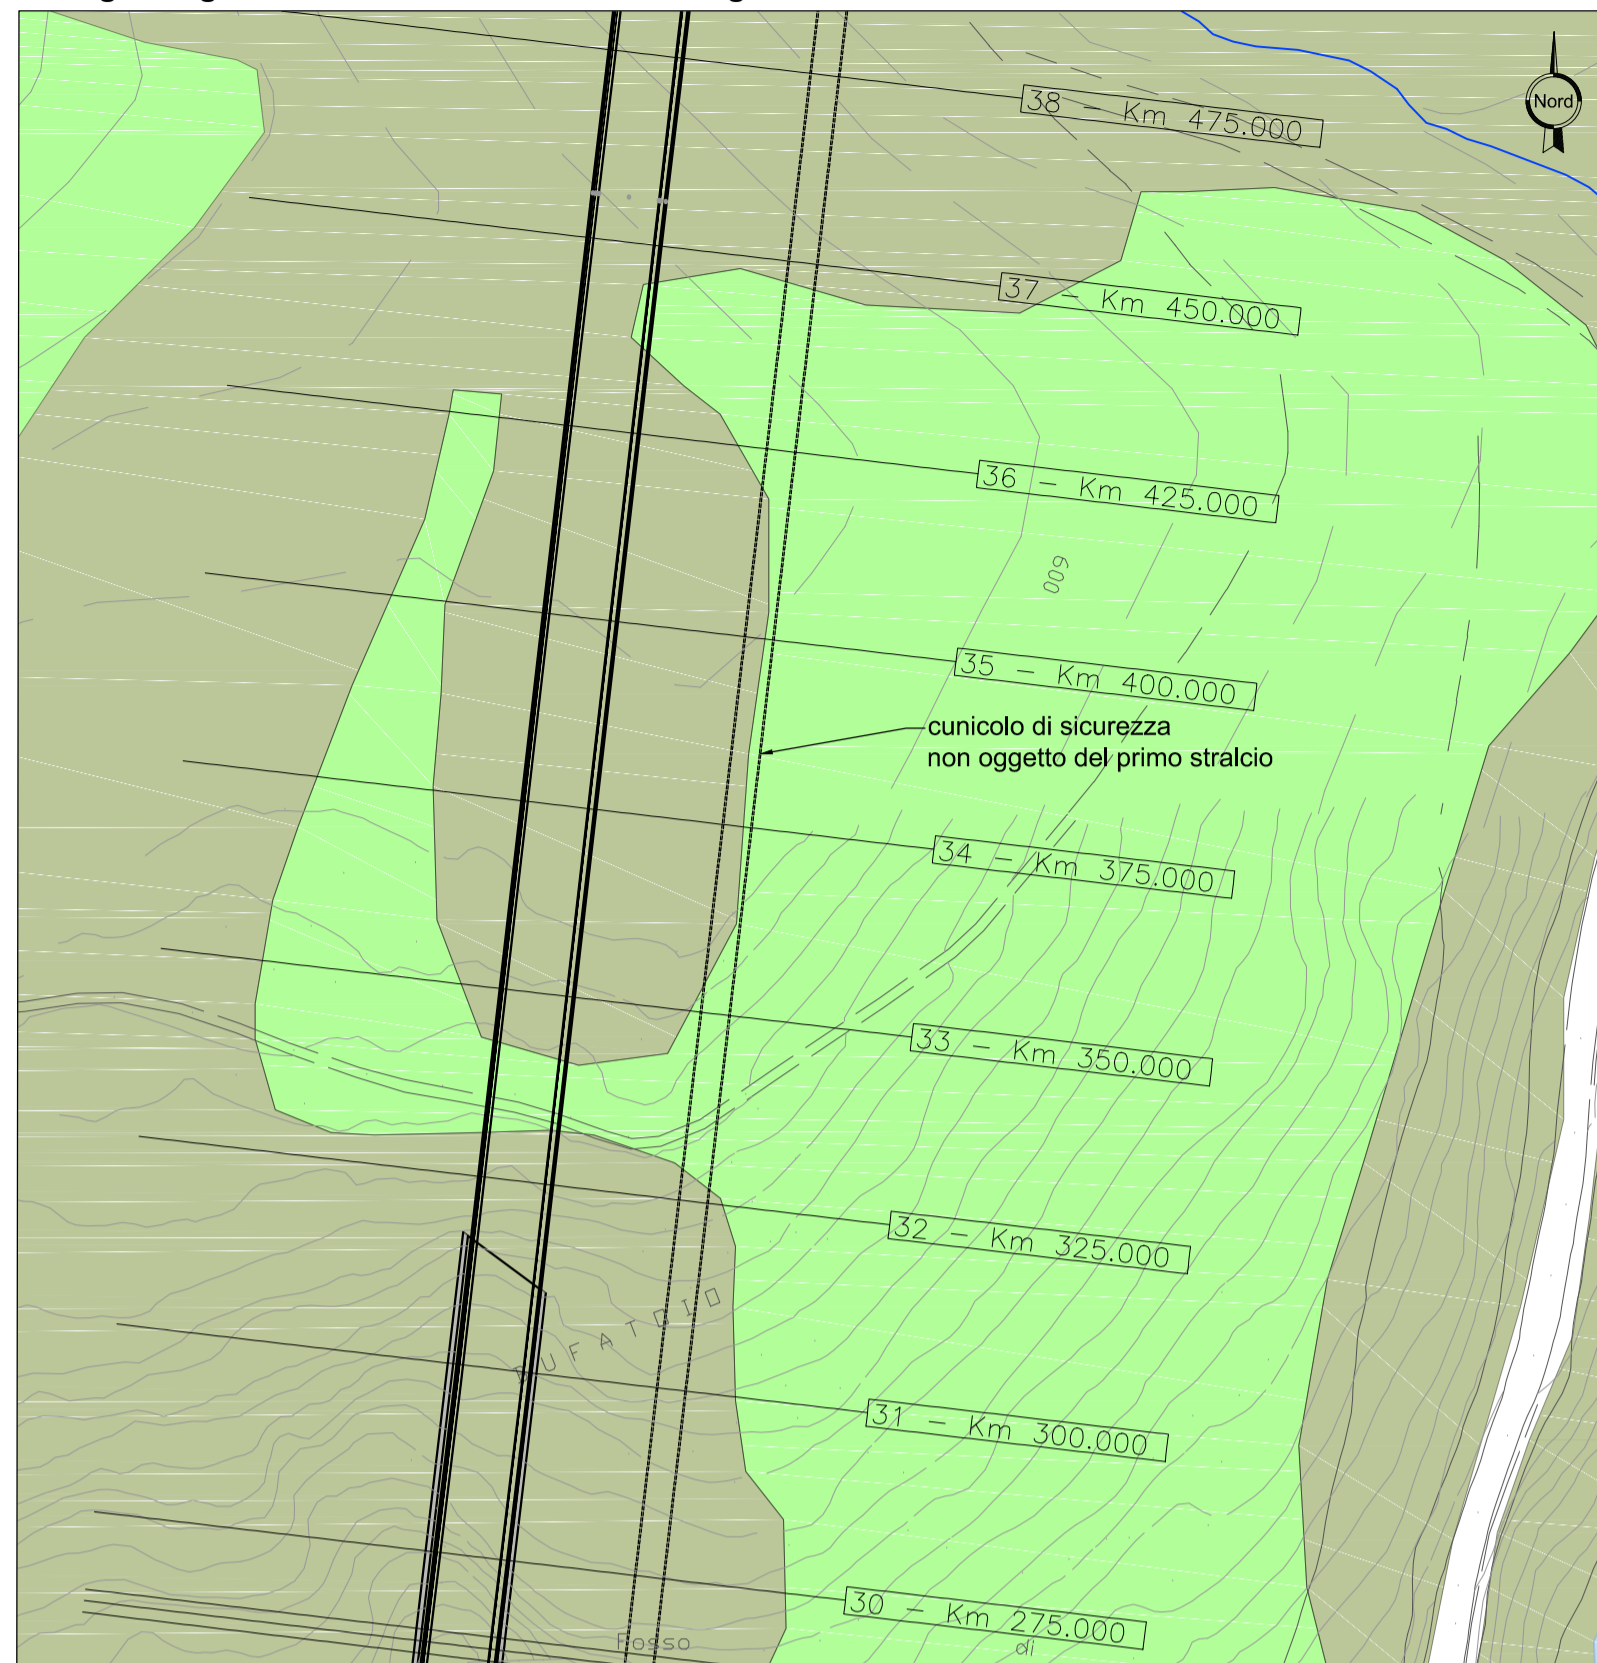 Nord
38 - Km 475.000
37 - Km 450.000
36 - Km 425.000
600
35 - Km 400.000
cunicolo di sicurezza
non oggetto del primo stralcio
34 - Km 375.000
33 - Km 350.000
32 - Km 325.000
31 - Km 300.000
30 - Km 275.000
Fosso
di